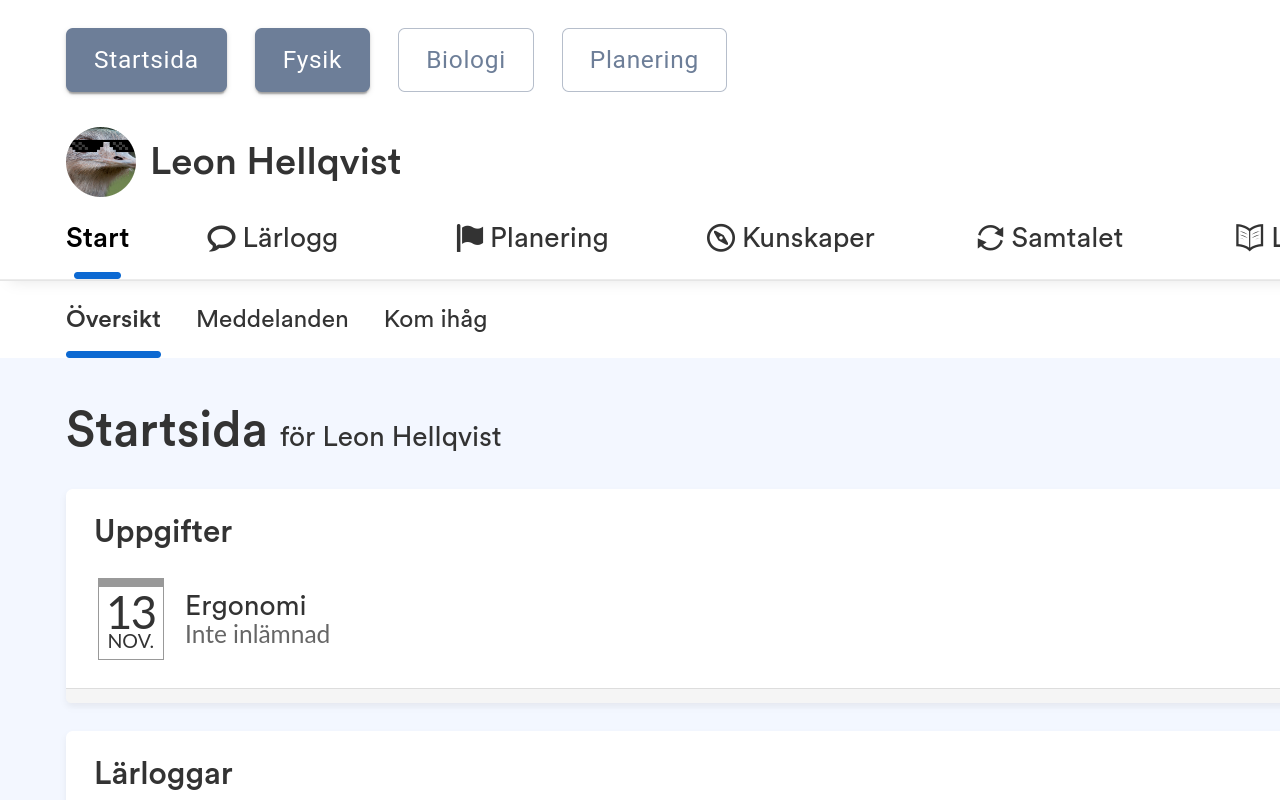 Startsida Fysik Biologi Planering
Leon Hellqvist
Start Lärlogg Planering Kunskaper Samtalet
Översikt Meddelanden Kom ihåg
Startsida för Leon Hellqvist
Uppgifter
13
NOV.
Ergonomi
Inte inlämnad
Lärloggar